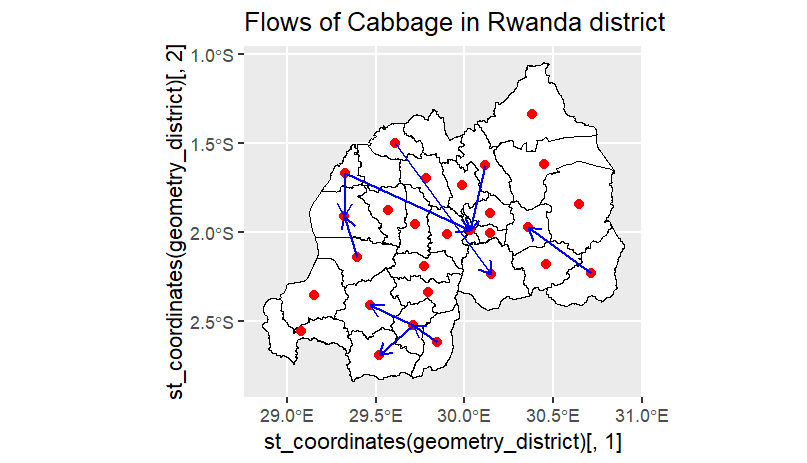 Flows of Cabbage in Rwanda district
st_coordinates(geometry_district)[, 2]
1.0°S
1.5°S
2.0°S
2.5°S
29.0°E 29.5°E 30.0°E 30.5°E 31.0°E
st_coordinates(geometry_district)[, 1]